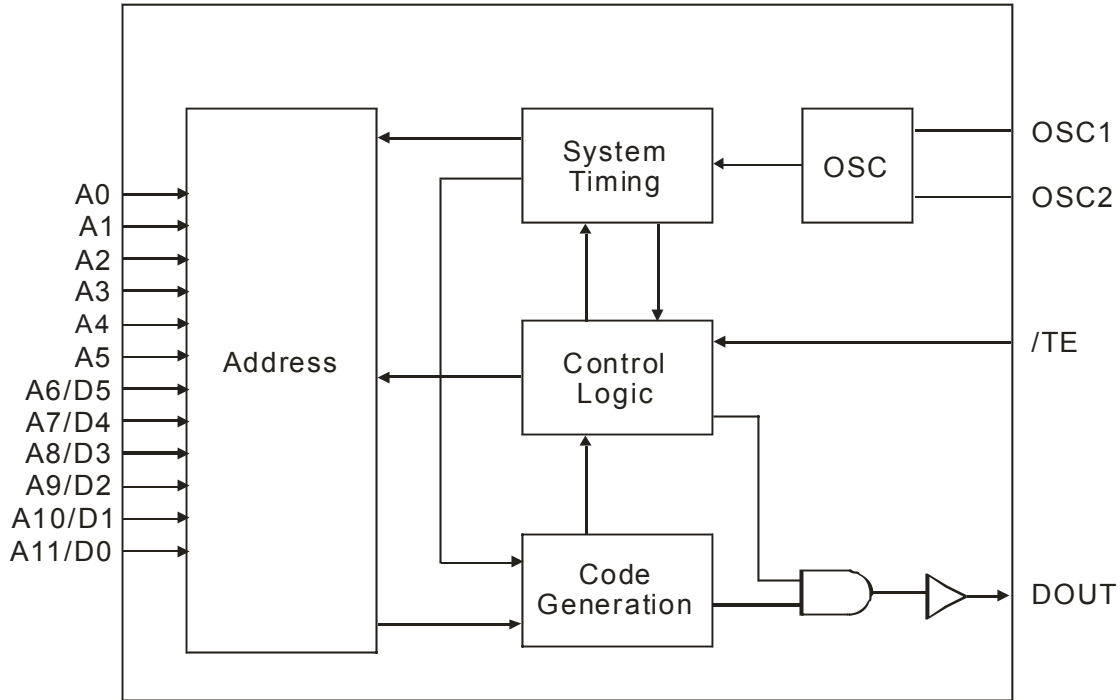 A0
A1
A2
A3
A4
A5
A6/D5
A7/D4
A8/D3
A9/D2
A10/D1
A11/D0
Address
System
Timing
OSC
OSC1
OSC2
Control
Logic
/TE
Code
Generation
DOUT